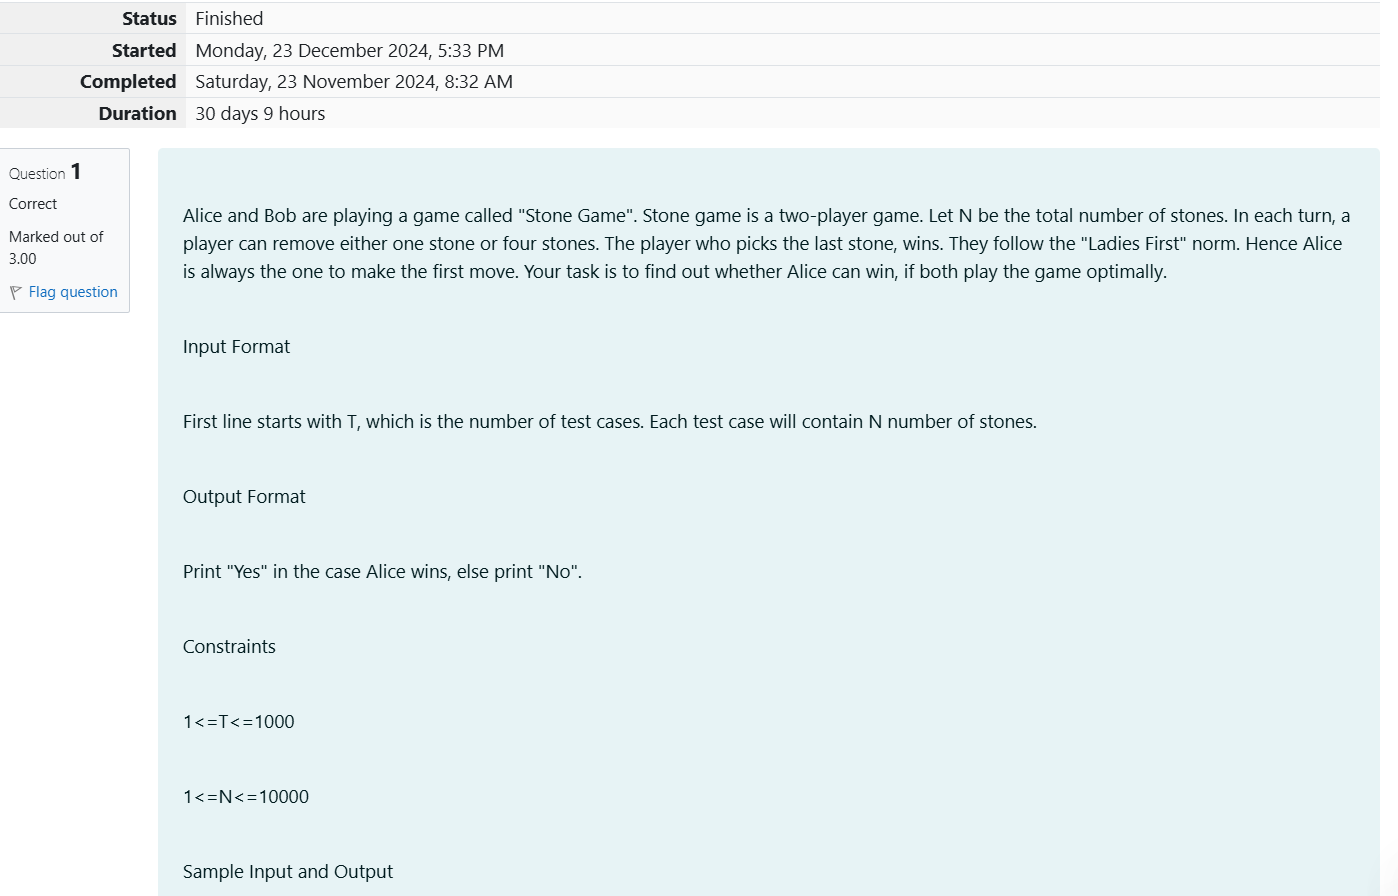 Status Finished
Started Monday, 23 December 2024, 5:33 PM
Completed Saturday, 23 November 2024, 8:32 AM
Duration 30 days 9 hours
Question 1
Correct
Marked out of
3.00
Flag question
Alice and Bob are playing a game called "Stone Game". Stone game is a two-player game. Let N be the total number of stones. In each turn, a
player can remove either one stone or four stones. The player who picks the last stone, wins. They follow the "Ladies First" norm. Hence Alice
is always the one to make the first move. Your task is to find out whether Alice can win, if both play the game optimally.
Input Format
First line starts with T, which is the number of test cases. Each test case will contain N number of stones.
Output Format
Print "Yes" in the case Alice wins, else print "No".
Constraints
1<=T<=1000
1<=N<=10000
Sample Input and Output